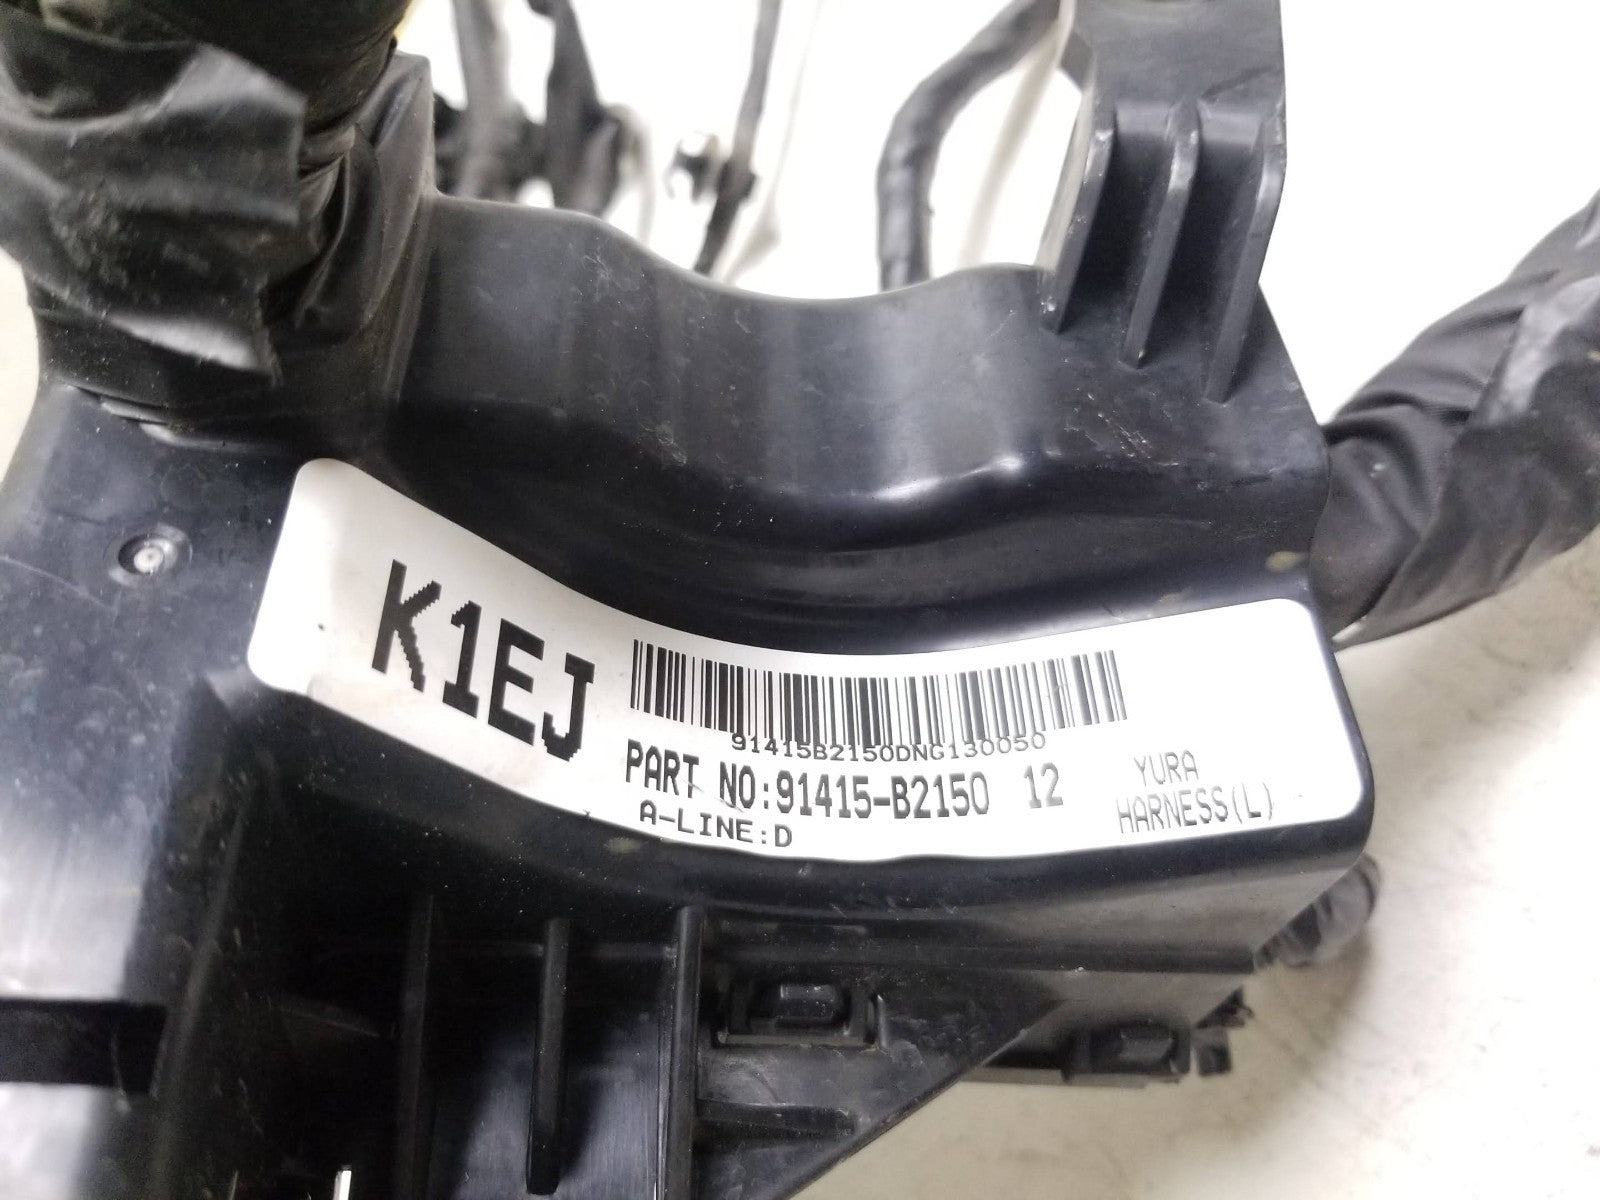 K1EJ
91415B2150DNG130050
PART NO:91415-B2150 12
A-LINE:D
YURA
HARNESS(L)